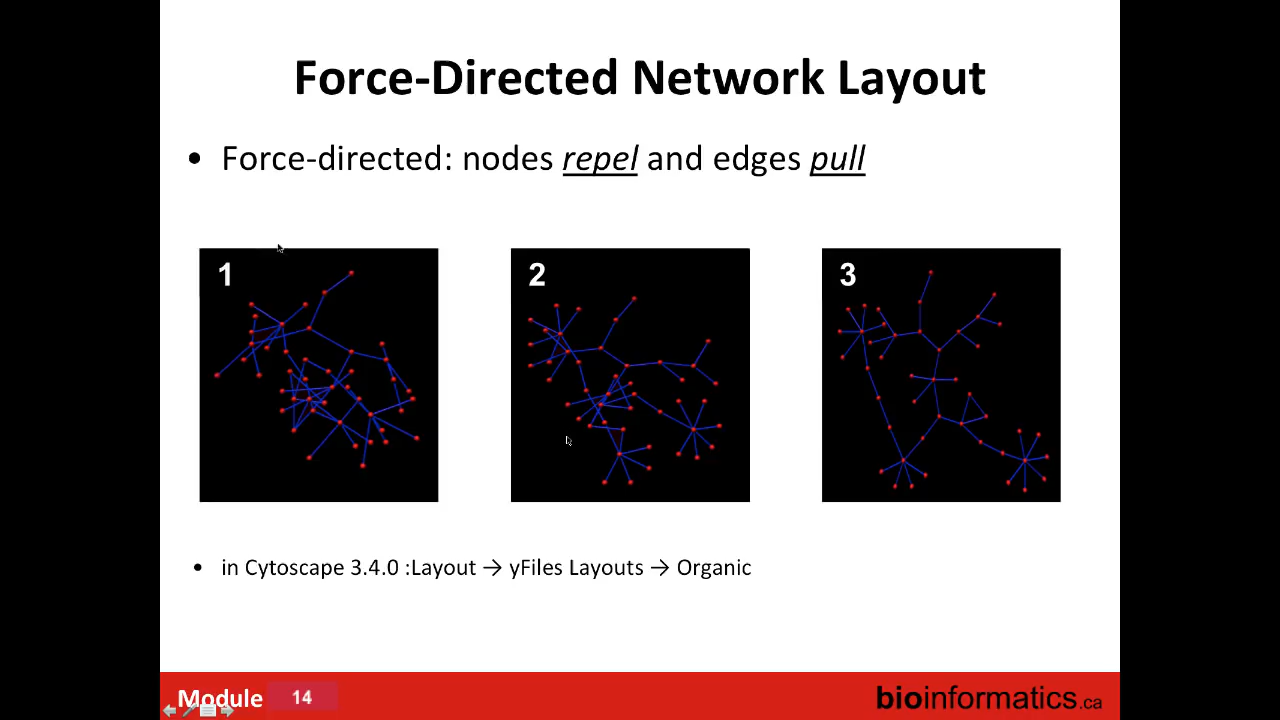 Force-Directed Network Layout
• Force-directed: nodes repel and edges pull
1
2
3
• in Cytoscape 3.4.0 :Layout → yFiles Layouts → Organic
Module 14
bioinformatics.ca